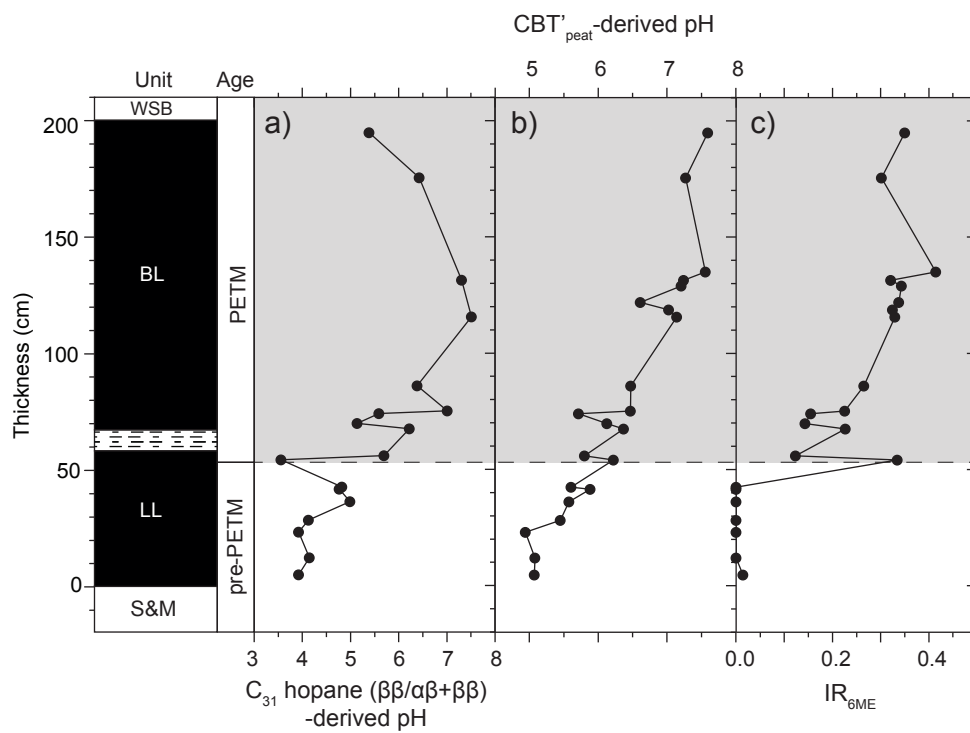 CBT'peat-derived pH
5 6 7 8
Unit Age
WSB
a) b) c)
200
150
100
50
0
Thickness (cm)
BL
LL
S&M
PETM
pre-PETM
3 4 5 6 7 8
0.0 0.2 0.4
C31 hopane (ββ/αβ+ββ)
-derived pH
IR6ME